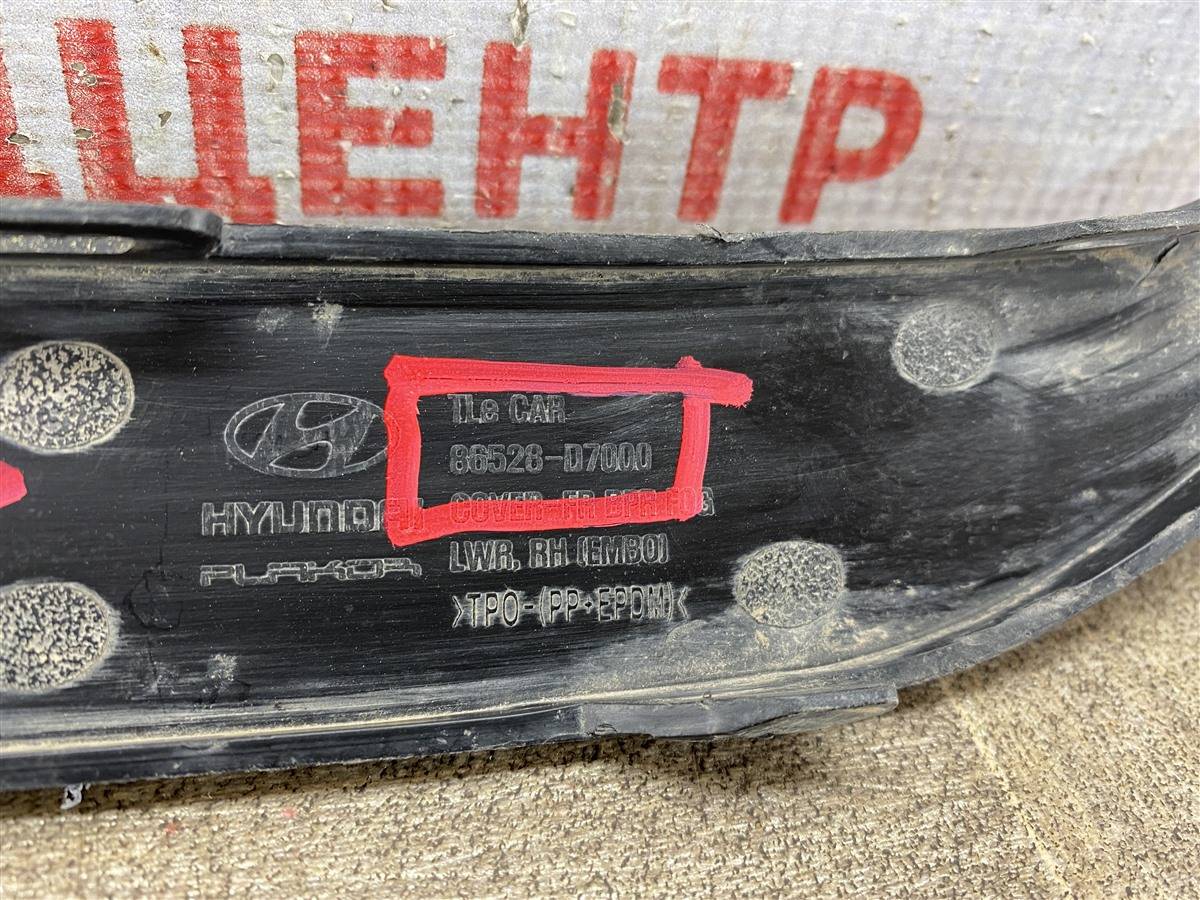 ЦЕНТР
TLe CAR
86528-D7000
HYUNDAI
COVER-FR BPR FOG
PLAKOR
LWR, RH (EMBO)
>TPO-(PP+EPDM)<